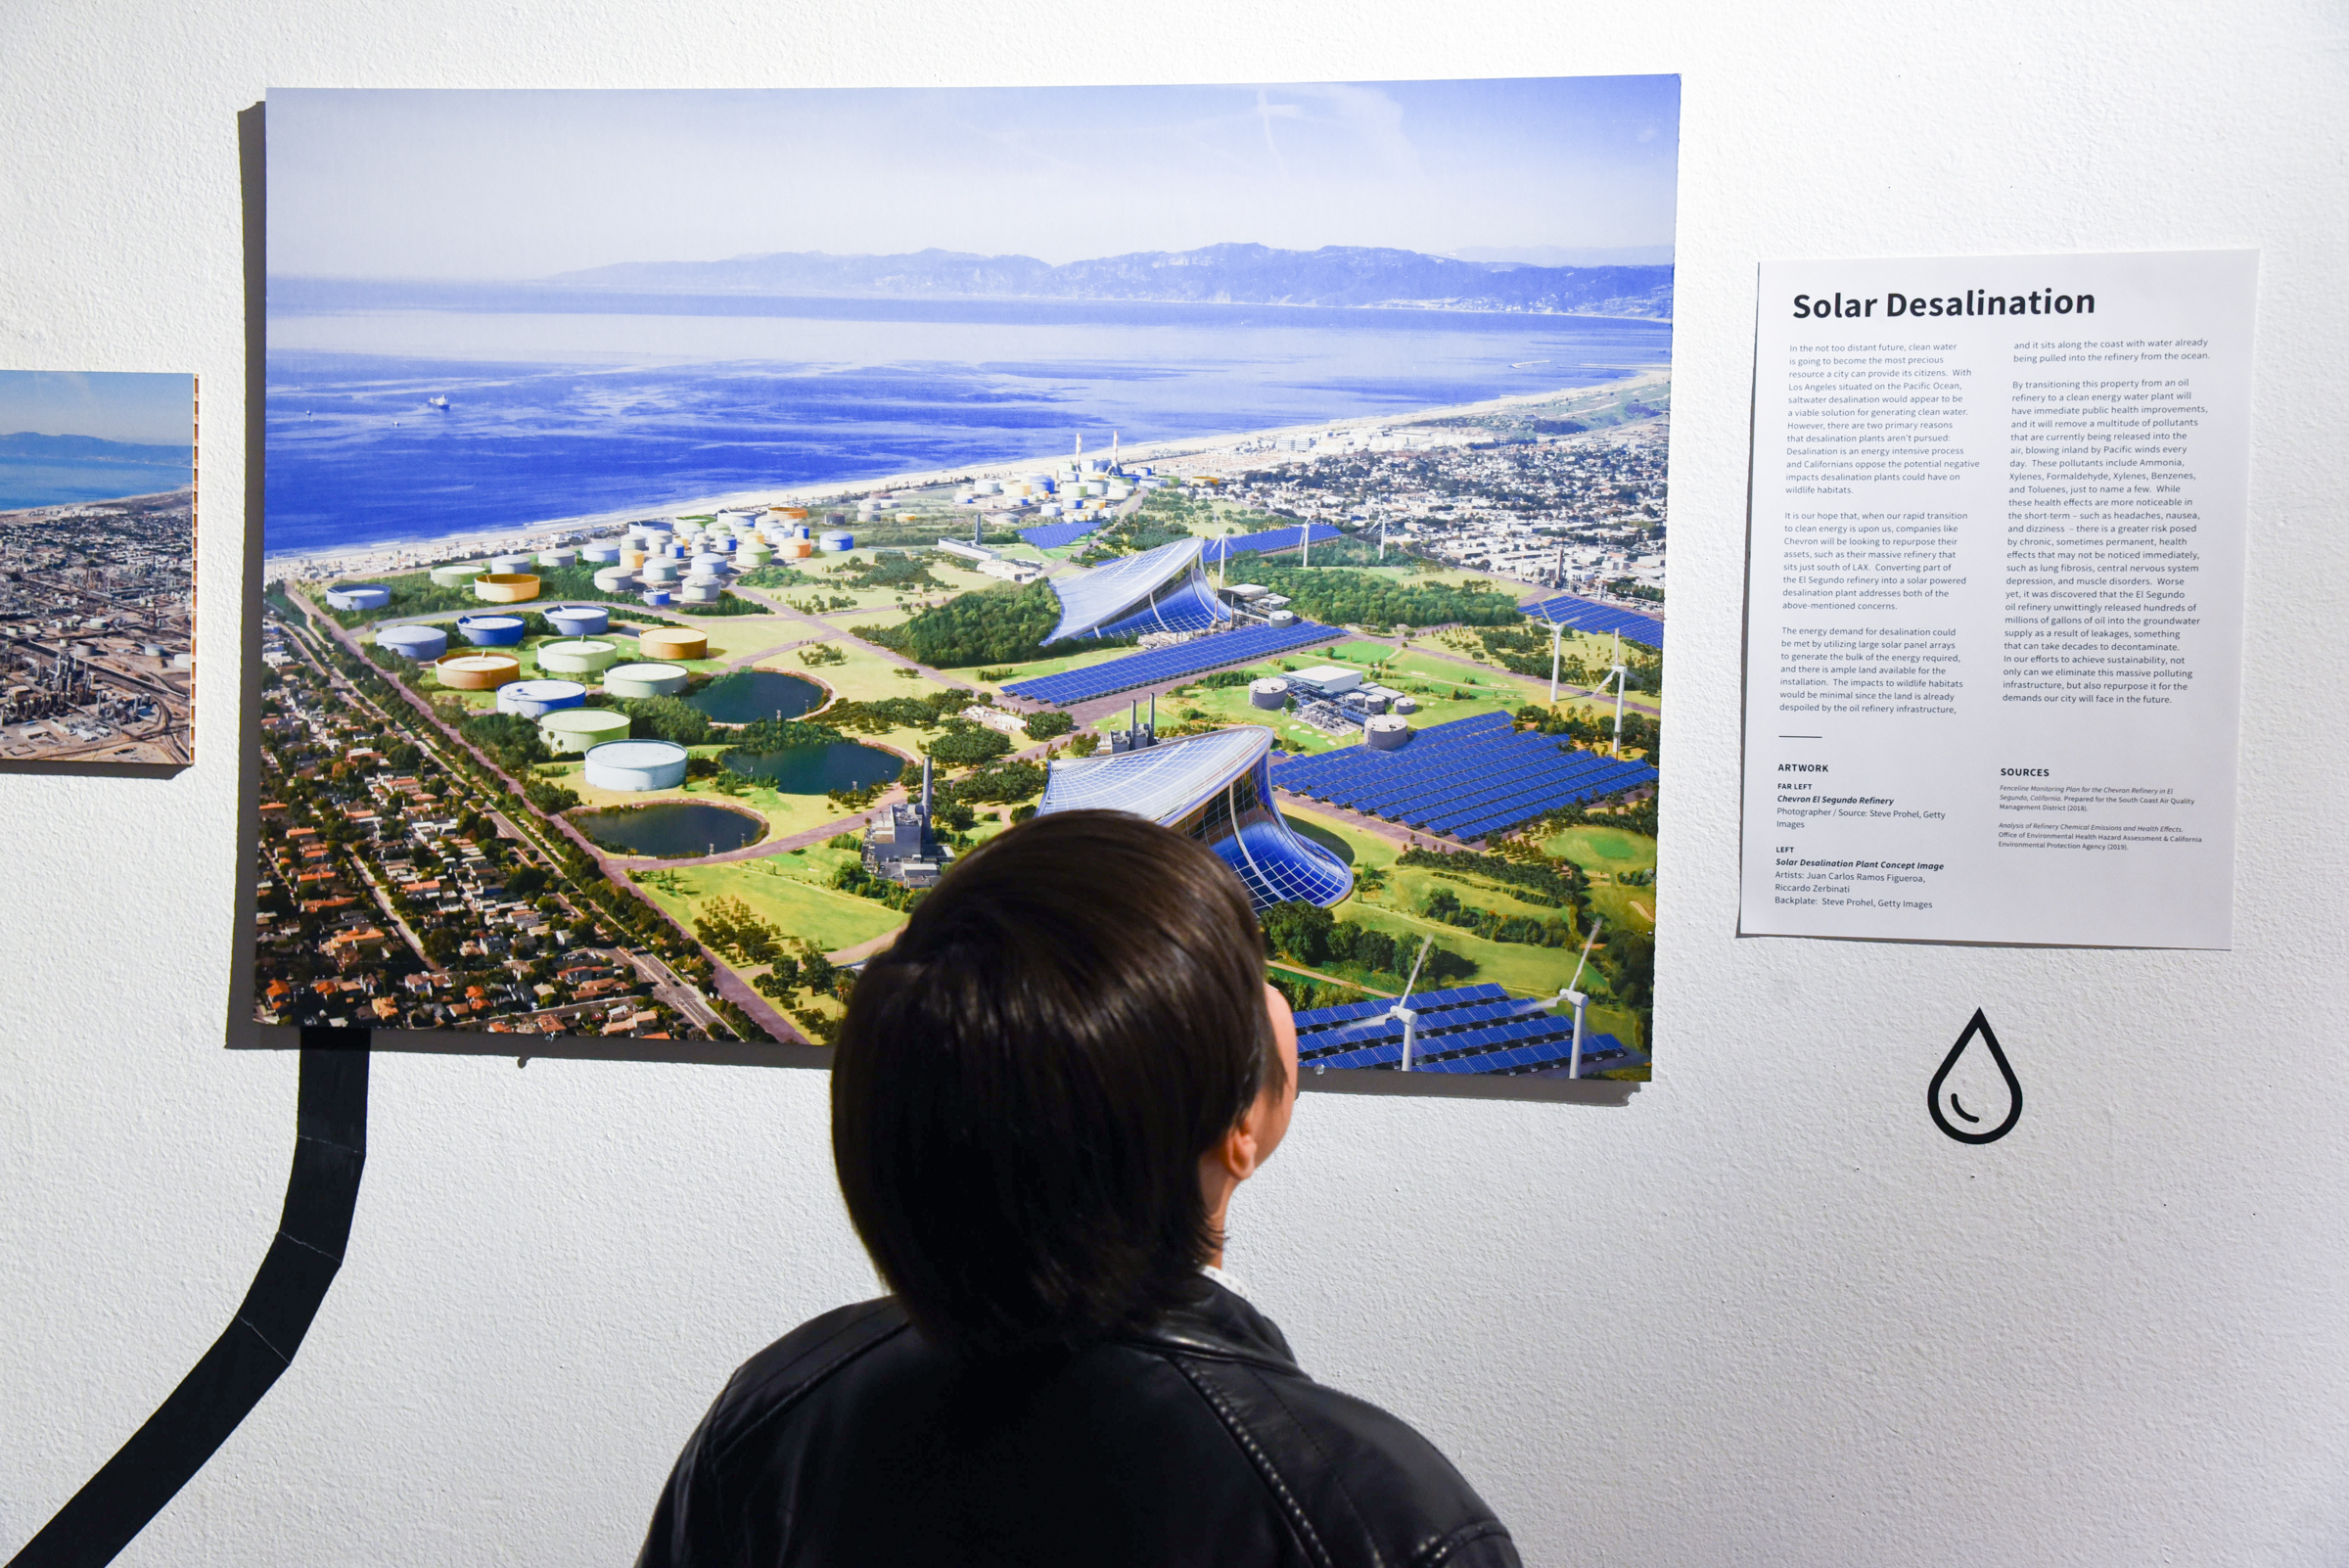 Solar Desalination
In the not too distant future, clean water
is going to become the most precious
resource a city can provide its citizens. With
Los Angeles situated on the Pacific Ocean,
saltwater desalination would appear to be
a viable solution for generating clean water.
However, there are two primary reasons
that desalination plants aren't pursued:
Desalination is an energy intensive process
and Californians oppose the potential negative
impacts desalination plants could have on
wildlife habitats.
It is our hope that, when our rapid transition
to clean energy is upon us, companies like
Chevron will be looking to repurpose their
assets, such as their massive refinery that
sits just south of LAX. Converting part of
the El Segundo refinery into a solar powered
desalination plant addresses both of the
above-mentioned concerns.
The energy demand for desalination could
be met by utilizing large solar panel arrays
to generate the bulk of the energy required,
and there is ample land available for the
installation. The impacts to wildlife habitats
would be minimal since the land is already
despoiled by the oil refinery infrastructure,
and it sits along the coast with water already
being pulled into the refinery from the ocean.
By transitioning this property from an oil
refinery to a clean energy water plant will
have immediate public health improvements,
and it will remove a multitude of pollutants
that are currently being released into the
air, blowing inland by Pacific winds every
day. These pollutants include Ammonia,
Xylenes, Formaldehyde, Xylenes, Benzenes,
and Toluenes, just to name a few. While
these health effects are more noticeable in
the short-term – such as headaches, nausea,
and dizziness – there is a greater risk posed
by chronic, sometimes permanent, health
effects that may not be noticed immediately,
such as lung fibrosis, central nervous system
depression, and muscle disorders. Worse
yet, it was discovered that the El Segundo
oil refinery unwittingly released hundreds of
millions of gallons of oil into the groundwater
supply as a result of leakages, something
that can take decades to decontaminate.
In our efforts to achieve sustainability, not
only can we eliminate this massive polluting
infrastructure, but also repurpose it for the
demands our city will face in the future.
ARTWORK
FAR LEFT
Chevron El Segundo Refinery
Photographer / Source: Steve Prohel, Getty
Images
LEFT
Solar Desalination Plant Concept Image
Artists: Juan Carlos Ramos Figueroa,
Riccardo Zerbinati
Backplate: Steve Prohel, Getty Images
SOURCES
Fenceline Monitoring Plan for the Chevron Refinery in El
Segundo, California. Prepared for the South Coast Air Quality
Management District (2018).
Analysis of Refinery Chemical Emissions and Health Effects.
Office of Environmental Health Hazard Assessment & California
Environmental Protection Agency (2019).